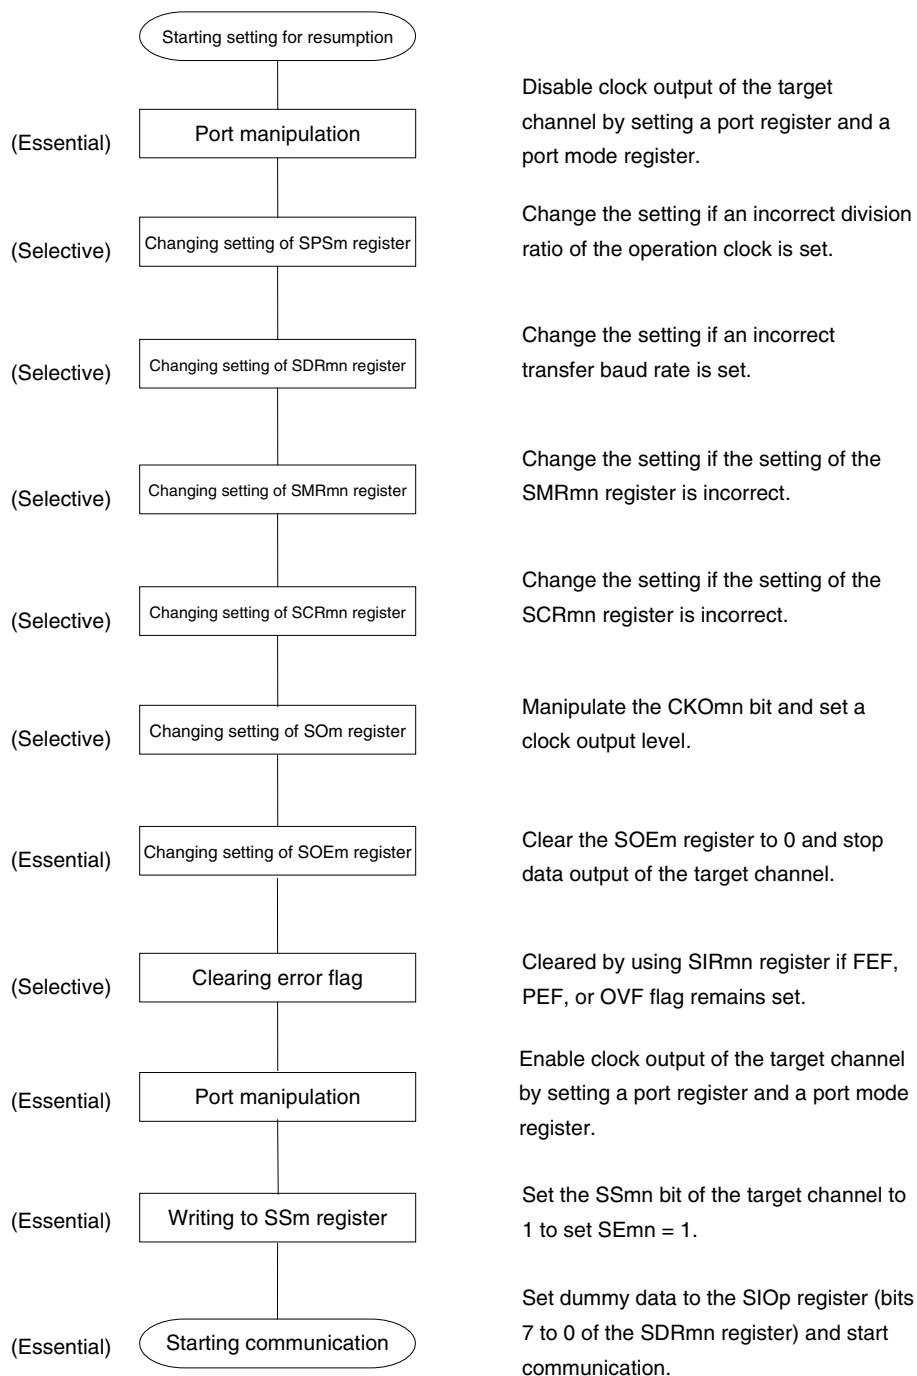 Starting setting for resumption
(Essential)
Port manipulation
Disable clock output of the target
channel by setting a port register and a
port mode register.
(Selective)
Changing setting of SPSm register
Change the setting if an incorrect division
ratio of the operation clock is set.
(Selective)
Changing setting of SDRmn register
Change the setting if an incorrect
transfer baud rate is set.
(Selective)
Changing setting of SMRmn register
Change the setting if the setting of the
SMRmn register is incorrect.
(Selective)
Changing setting of SCRmn register
Change the setting if the setting of the
SCRmn register is incorrect.
(Selective)
Changing setting of SOm register
Manipulate the CKOmn bit and set a
clock output level.
(Essential)
Changing setting of SOEm register
Clear the SOEm register to 0 and stop
data output of the target channel.
(Selective)
Clearing error flag
Cleared by using SIRmn register if FEF,
PEF, or OVF flag remains set.
(Essential)
Port manipulation
Enable clock output of the target channel
by setting a port register and a port mode
register.
(Essential)
Writing to SSm register
Set the SSmn bit of the target channel to
1 to set SEmn = 1.
(Essential)
Starting communication
Set dummy data to the SIOp register (bits
7 to 0 of the SDRmn register) and start
communication.